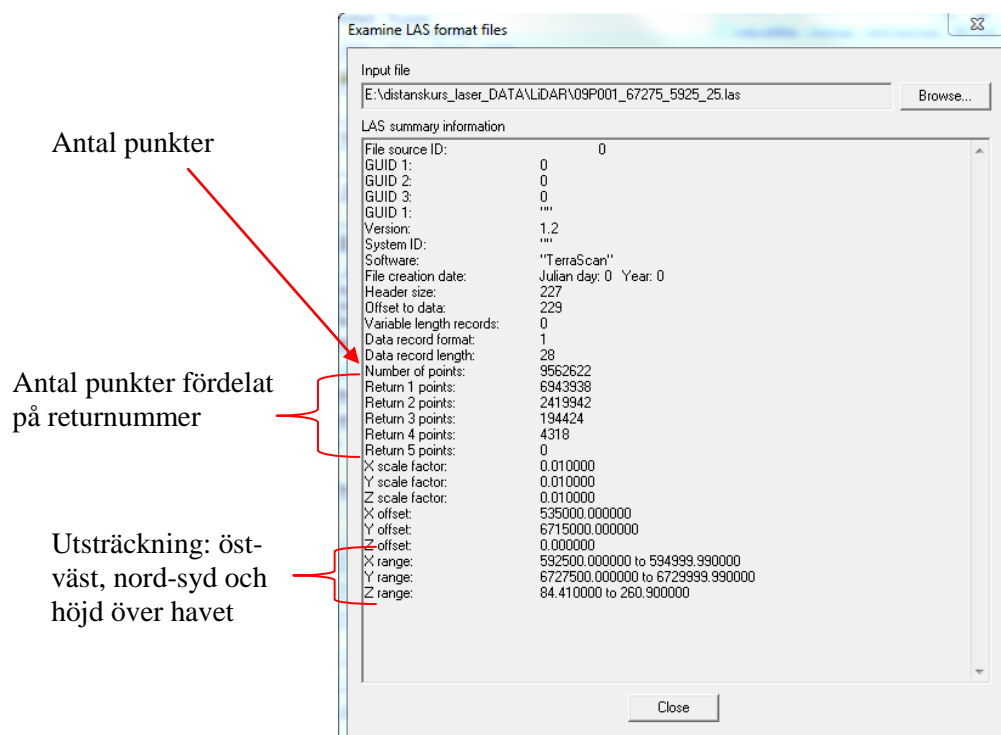 Examine LAS format files
Input file
E:\distanskurs_laser_DATA\LiDAR\09P001_67275_5925_25.las
Browse...
LAS summary information
File source ID: 0
GUID 1: 0
GUID 2: 0
GUID 3: 0
GUID 1: ""
Version: 1.2
System ID: ""
Software: "TerraScan"
File creation date: Julian day: 0 Year: 0
Header size: 227
Offset to data: 229
Variable length records: 0
Data record format: 1
Data record length: 28
Number of points: 9562622
Return 1 points: 6943938
Return 2 points: 2419942
Return 3 points: 194424
Return 4 points: 4318
Return 5 points: 0
X scale factor: 0.010000
Y scale factor: 0.010000
Z scale factor: 0.010000
X offset: 535000.000000
Y offset: 6715000.000000
Z offset: 0.000000
X range: 592500.000000 to 594999.990000
Y range: 6727500.000000 to 6729999.990000
Z range: 84.410000 to 260.900000
Close
Antal punkter
Antal punkter fördelat
på returnummer
Utsträckning: öst-
väst, nord-syd och
höjd över havet